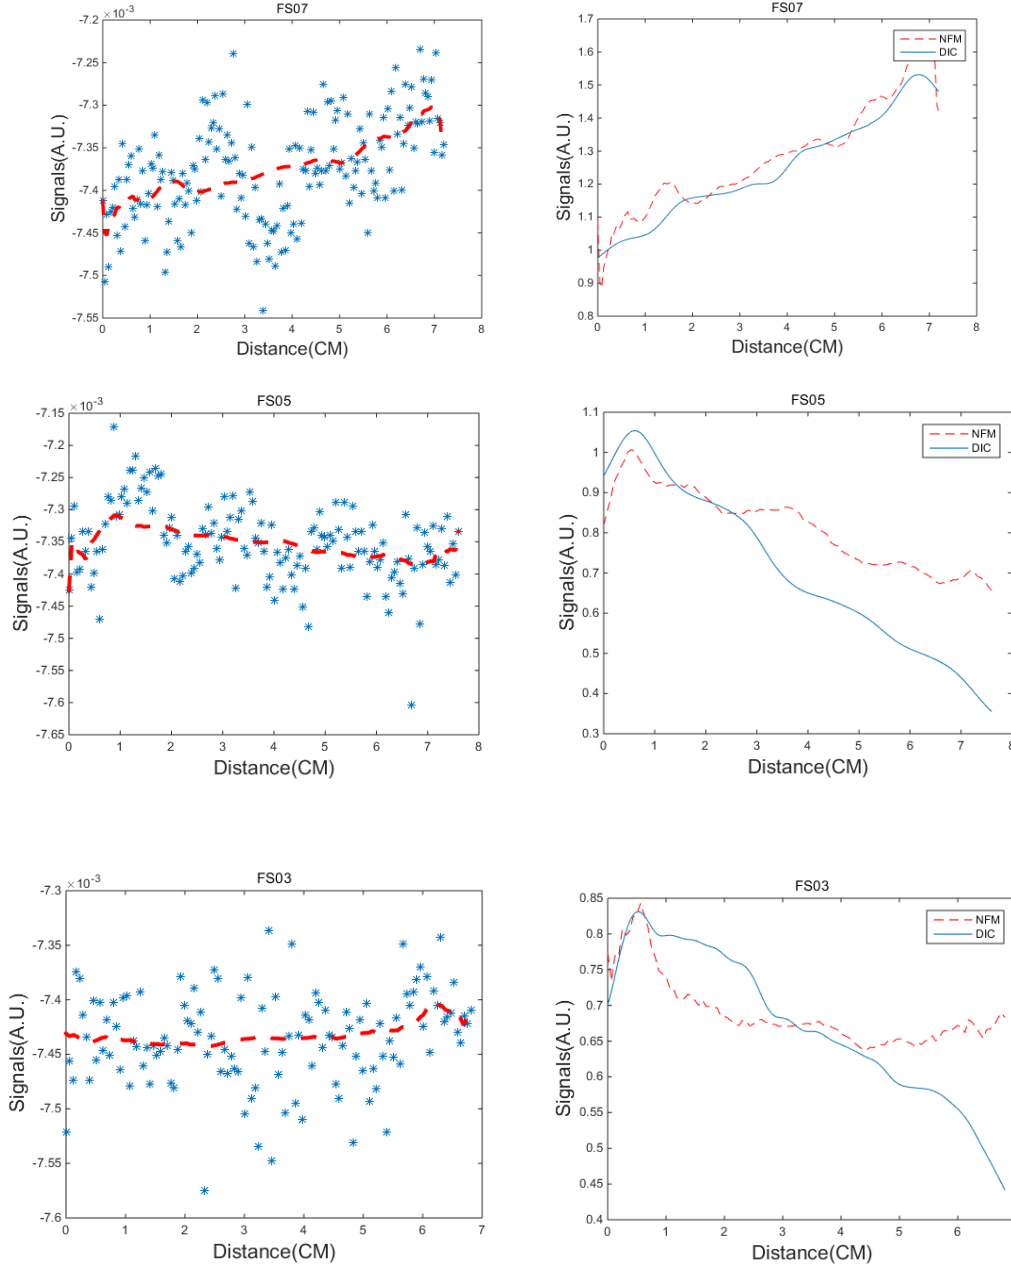 FS07
×10⁻³
-7.2
-7.25
-7.3
-7.35
-7.4
-7.45
-7.5
-7.55
Signals(A.U.)
0 1 2 3 4 5 6 7 8
Distance(CM)
FS07
NFM
DIC
1.7
1.6
1.5
1.4
1.3
1.2
1.1
1
0.9
0.8
Signals(A.U.)
0 1 2 3 4 5 6 7 8
Distance(CM)
FS05
×10⁻³
-7.15
-7.2
-7.25
-7.3
-7.35
-7.4
-7.45
-7.5
-7.55
-7.6
-7.65
Signals(A.U.)
0 1 2 3 4 5 6 7 8
Distance(CM)
FS05
NFM
DIC
1.1
1
0.9
0.8
0.7
0.6
0.5
0.4
0.3
Signals(A.U.)
0 1 2 3 4 5 6 7 8
Distance(CM)
FS03
×10⁻³
-7.3
-7.35
-7.4
-7.45
-7.5
-7.55
-7.6
Signals(A.U.)
0 1 2 3 4 5 6 7
Distance(CM)
FS03
NFM
DIC
0.85
0.8
0.75
0.7
0.65
0.6
0.55
0.5
0.45
0.4
Signals(A.U.)
0 1 2 3 4 5 6
Distance(CM)